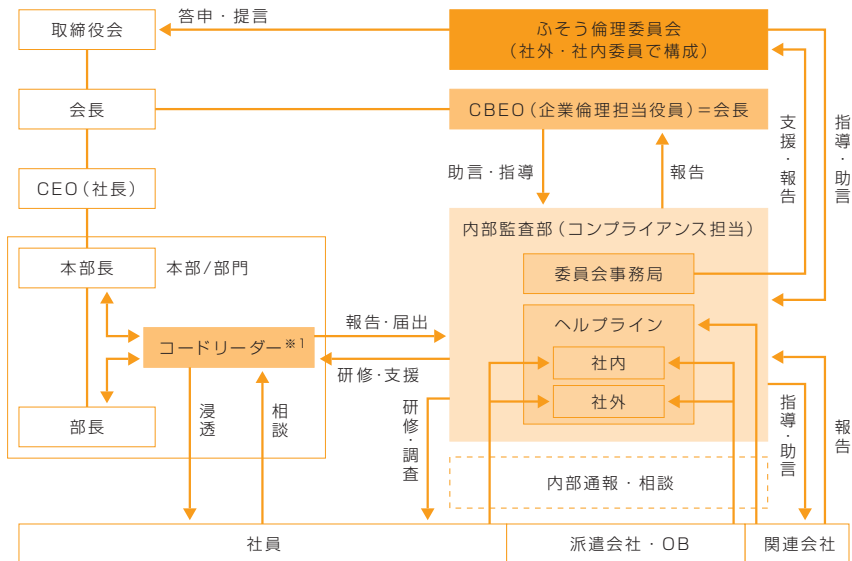 答申・提言
取締役会
ふそう倫理委員会
(社外・社内委員で構成)
会長
CBEO(企業倫理担当役員)=会長
支援・報告
指導・助言
助言・指導
報告
CEO(社長)
内部監査部(コンプライアンス担当)
本部長
本部/部門
委員会事務局
報告・届出
ヘルプライン
コードリーダー※1
研修・支援
社内
社外
部長
浸透
相談
研修・調査
指導・助言
報告
内部通報・相談
社員
派遣会社・OB
関連会社